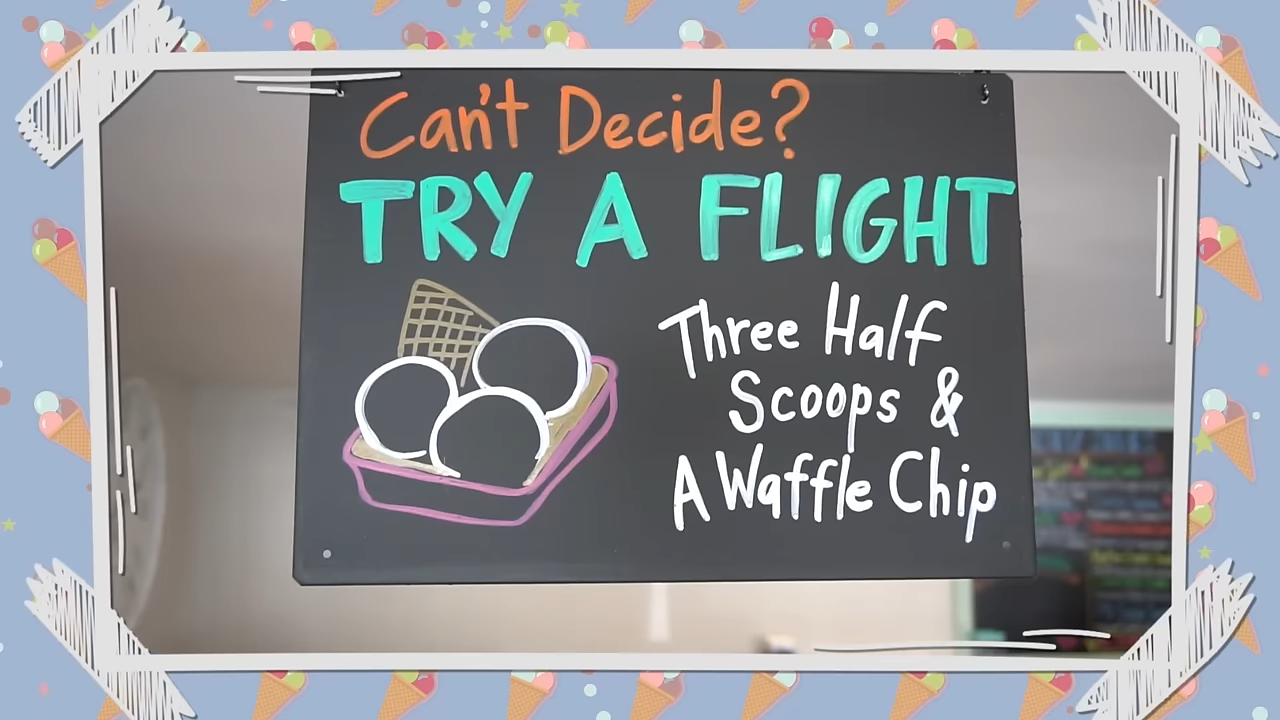 Can't Decide?
TRY A FLIGHT
Three Half
Scoops &
A Waffle Chip